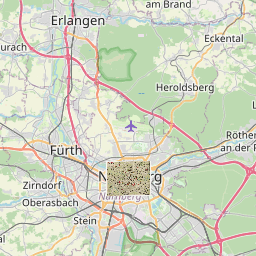 am Brand
Erlangen
Eckental
urach
Heroldsberg
Röthen
an der P
Fürth
Zirndorf
Nürnberg
Oberasbach
Stein